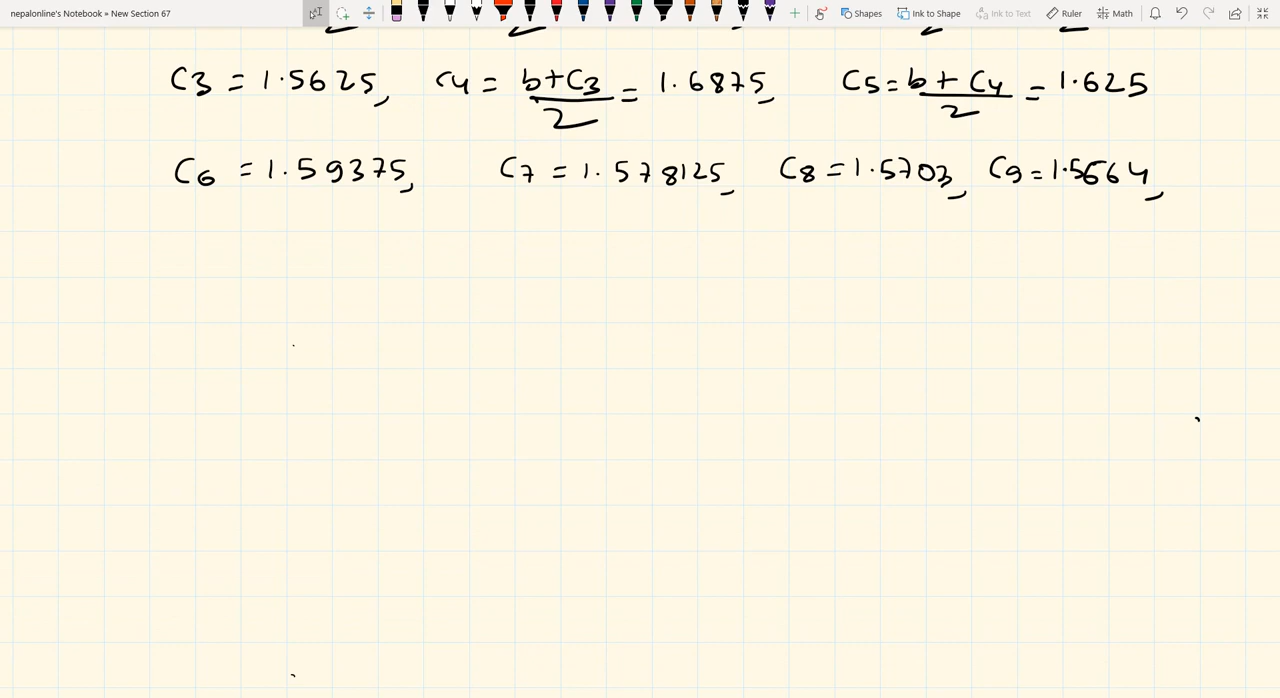 nepalonline's Notebook » New Section 67
Shapes Ink to Shape Ink to Text Ruler Math
C3 = 1.5625, C4 = b+C3/2 = 1.6875, C5 = b+C4/2 = 1.625
C6 = 1.59375, C7 = 1.578125, C8 = 1.5703, C9 = 1.5664,